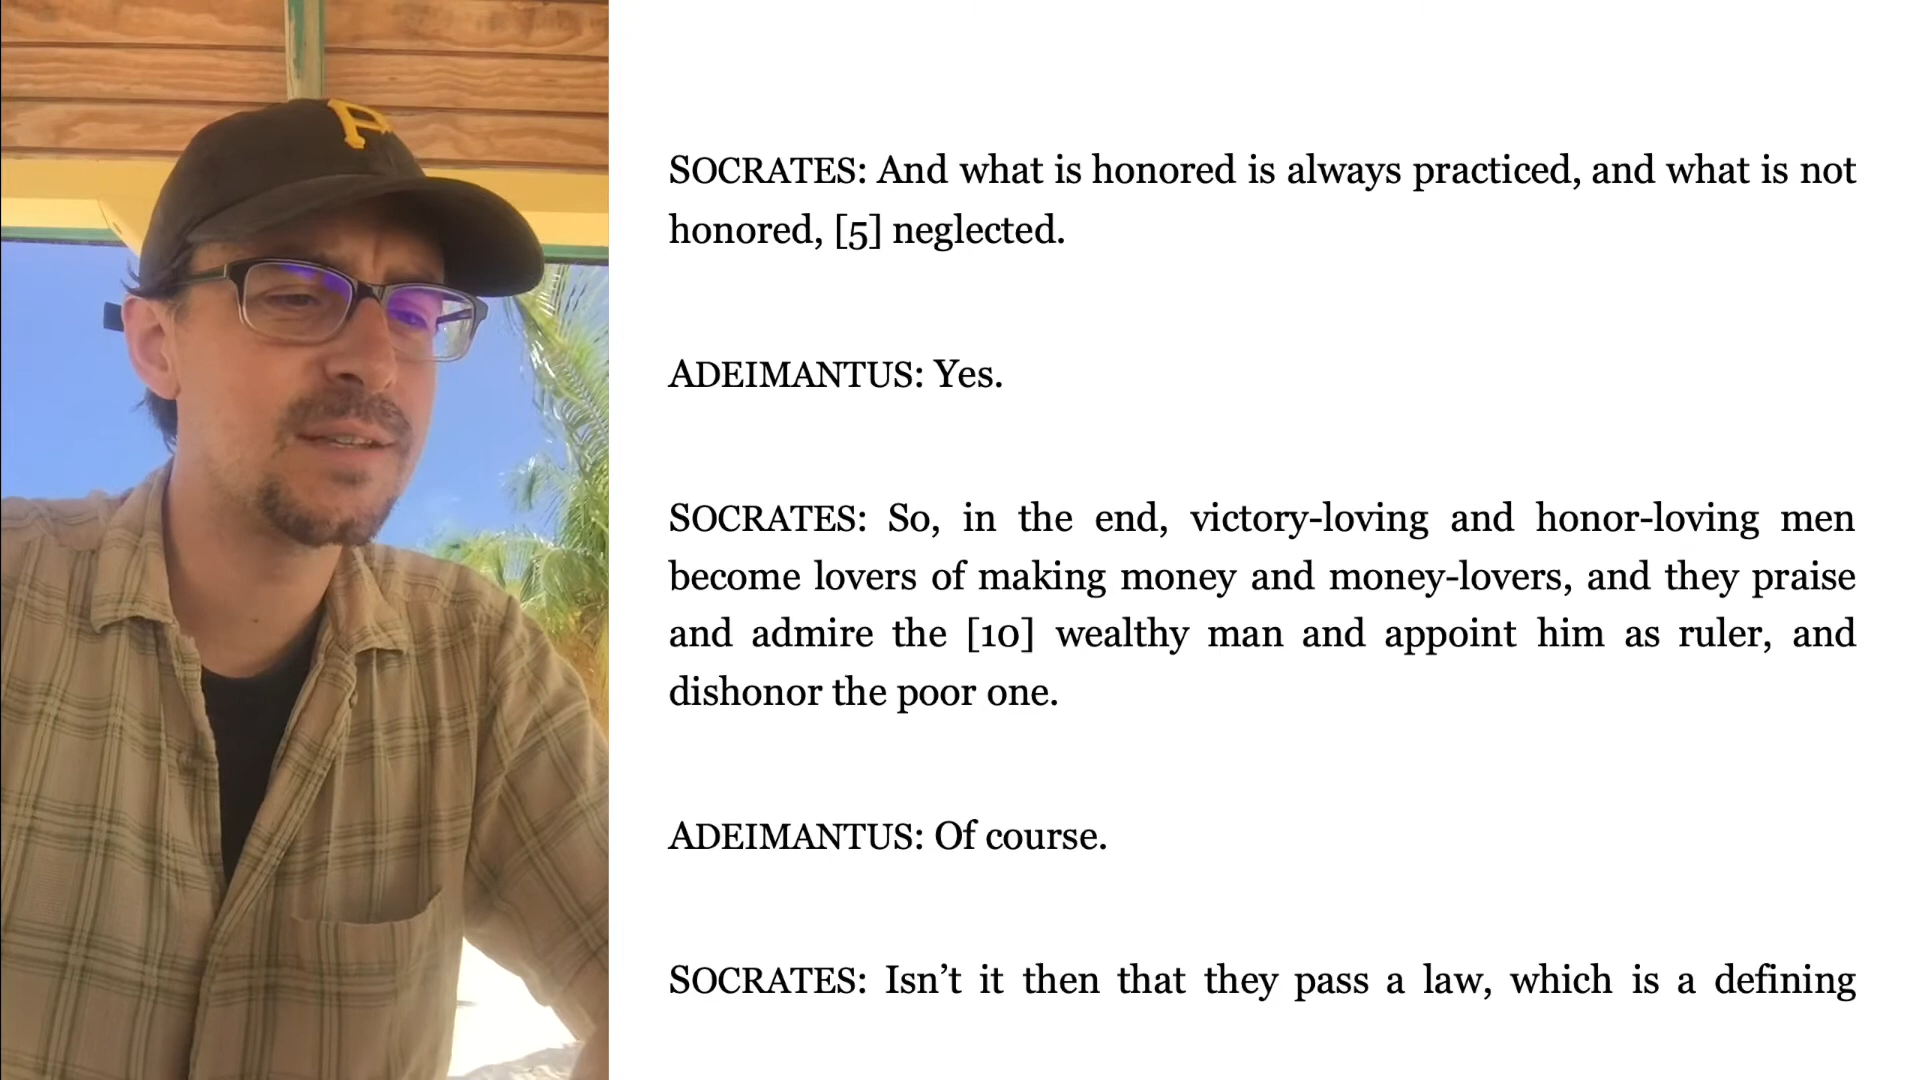 P
SOCRATES: And what is honored is always practiced, and what is not
honored, [5] neglected.
ADEIMANTUS: Yes.
SOCRATES: So, in the end, victory-loving and honor-loving men
become lovers of making money and money-lovers, and they praise
and admire the [10] wealthy man and appoint him as ruler, and
dishonor the poor one.
ADEIMANTUS: Of course.
SOCRATES: Isn’t it then that they pass a law, which is a defining